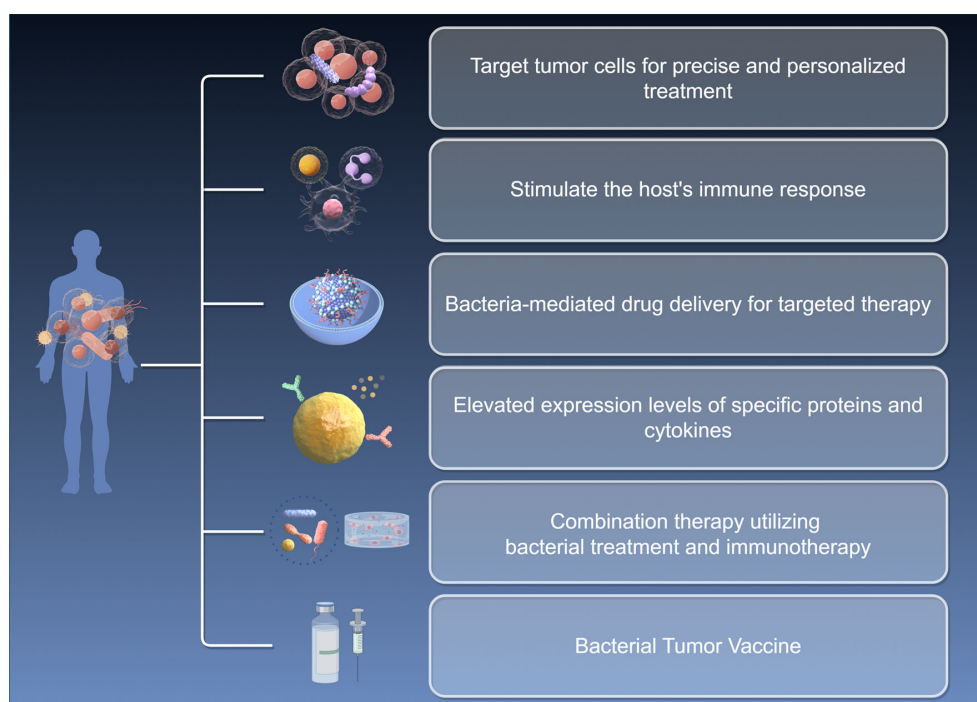 Target tumor cells for precise and personalized
treatment
Stimulate the host's immune response
Bacteria-mediated drug delivery for targeted therapy
Elevated expression levels of specific proteins and
cytokines
Combination therapy utilizing
bacterial treatment and immunotherapy
Bacterial Tumor Vaccine